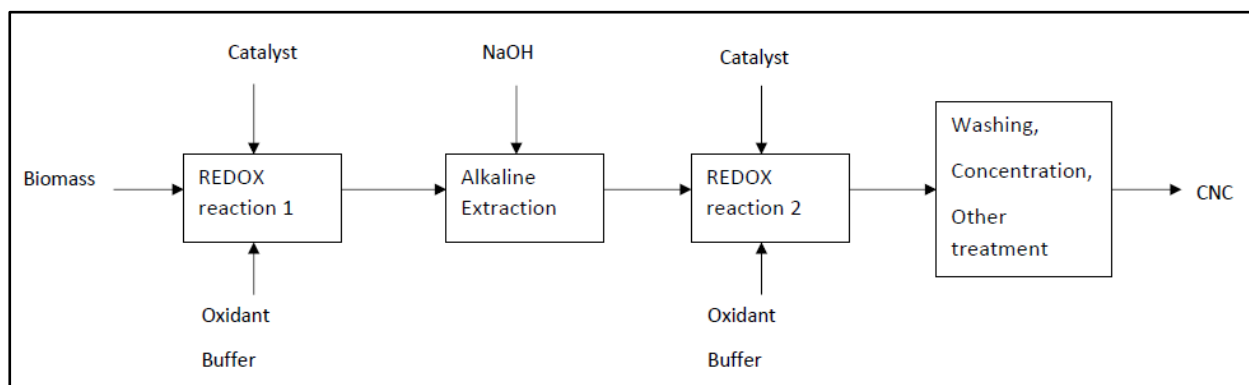 Catalyst
NaOH
Catalyst
Biomass
REDOX
reaction 1
Alkaline
Extraction
REDOX
reaction 2
Washing,
Concentration,
Other
treatment
CNC
Oxidant
Buffer
Oxidant
Buffer